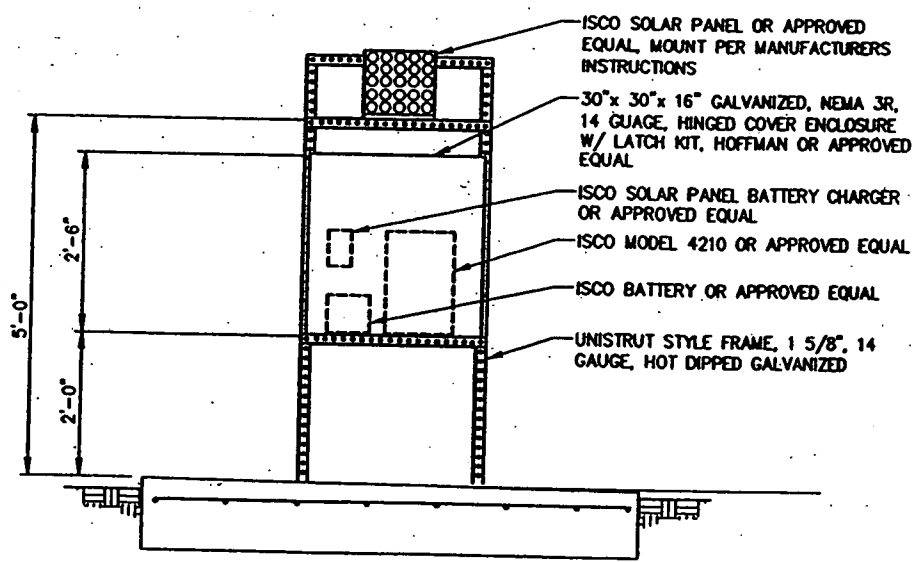 ISCO SOLAR PANEL OR APPROVED
EQUAL, MOUNT PER MANUFACTURERS
INSTRUCTIONS
30"x 30"x 16" GALVANIZED, NEMA 3R,
14 GUAGE, HINGED COVER ENCLOSURE
W/ LATCH KIT, HOFFMAN OR APPROVED
EQUAL
ISCO SOLAR PANEL BATTERY CHARGER
OR APPROVED EQUAL
ISCO MODEL 4210 OR APPROVED EQUAL
ISCO BATTERY OR APPROVED EQUAL
UNISTRUT STYLE FRAME, 1 5/8", 14
GAUGE, HOT DIPPED GALVANIZED
5'-0"
2'-6"
2'-0"